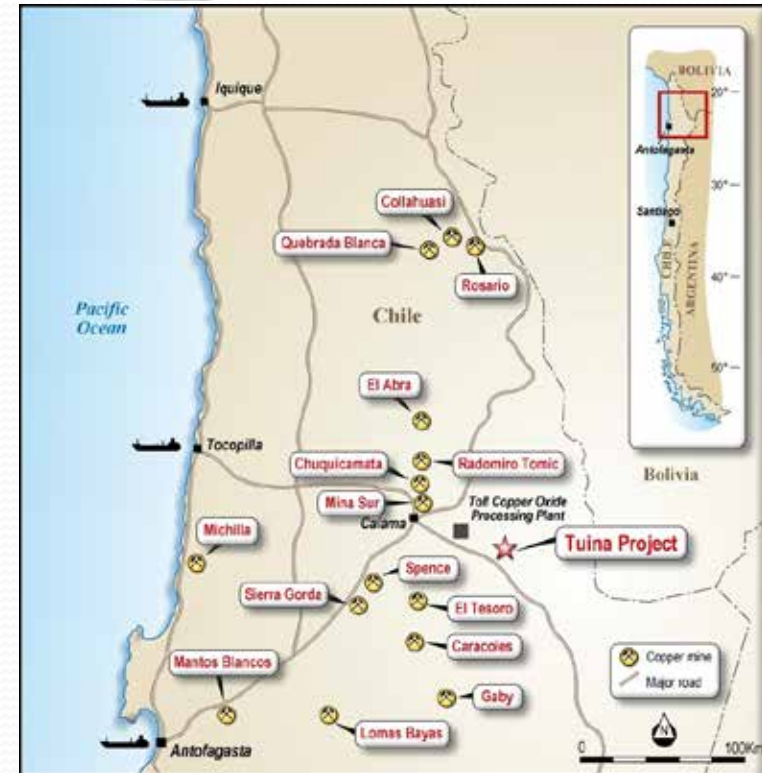 Iquique
Collahuasi
Quebrada Blanca
Rosario
Pacific
Ocean
Chile
El Abra
Tocopilla
Chuquicamata
Radomiro Tomic
Mina Sur
Calama
Toll Copper Oxide
Processing Plant
Bolivia
Michilla
Tuina Project
Spence
Sierra Gorda
El Tesoro
Caracoles
Mantos Blancos
Gaby
Lomas Bayas
Antofagasta
Copper mine
Major road
N
0
100Km
BOLIVIA
20°
Antofagasta
30°
Santiago
CHILE
ARGENTINA
40°
50°